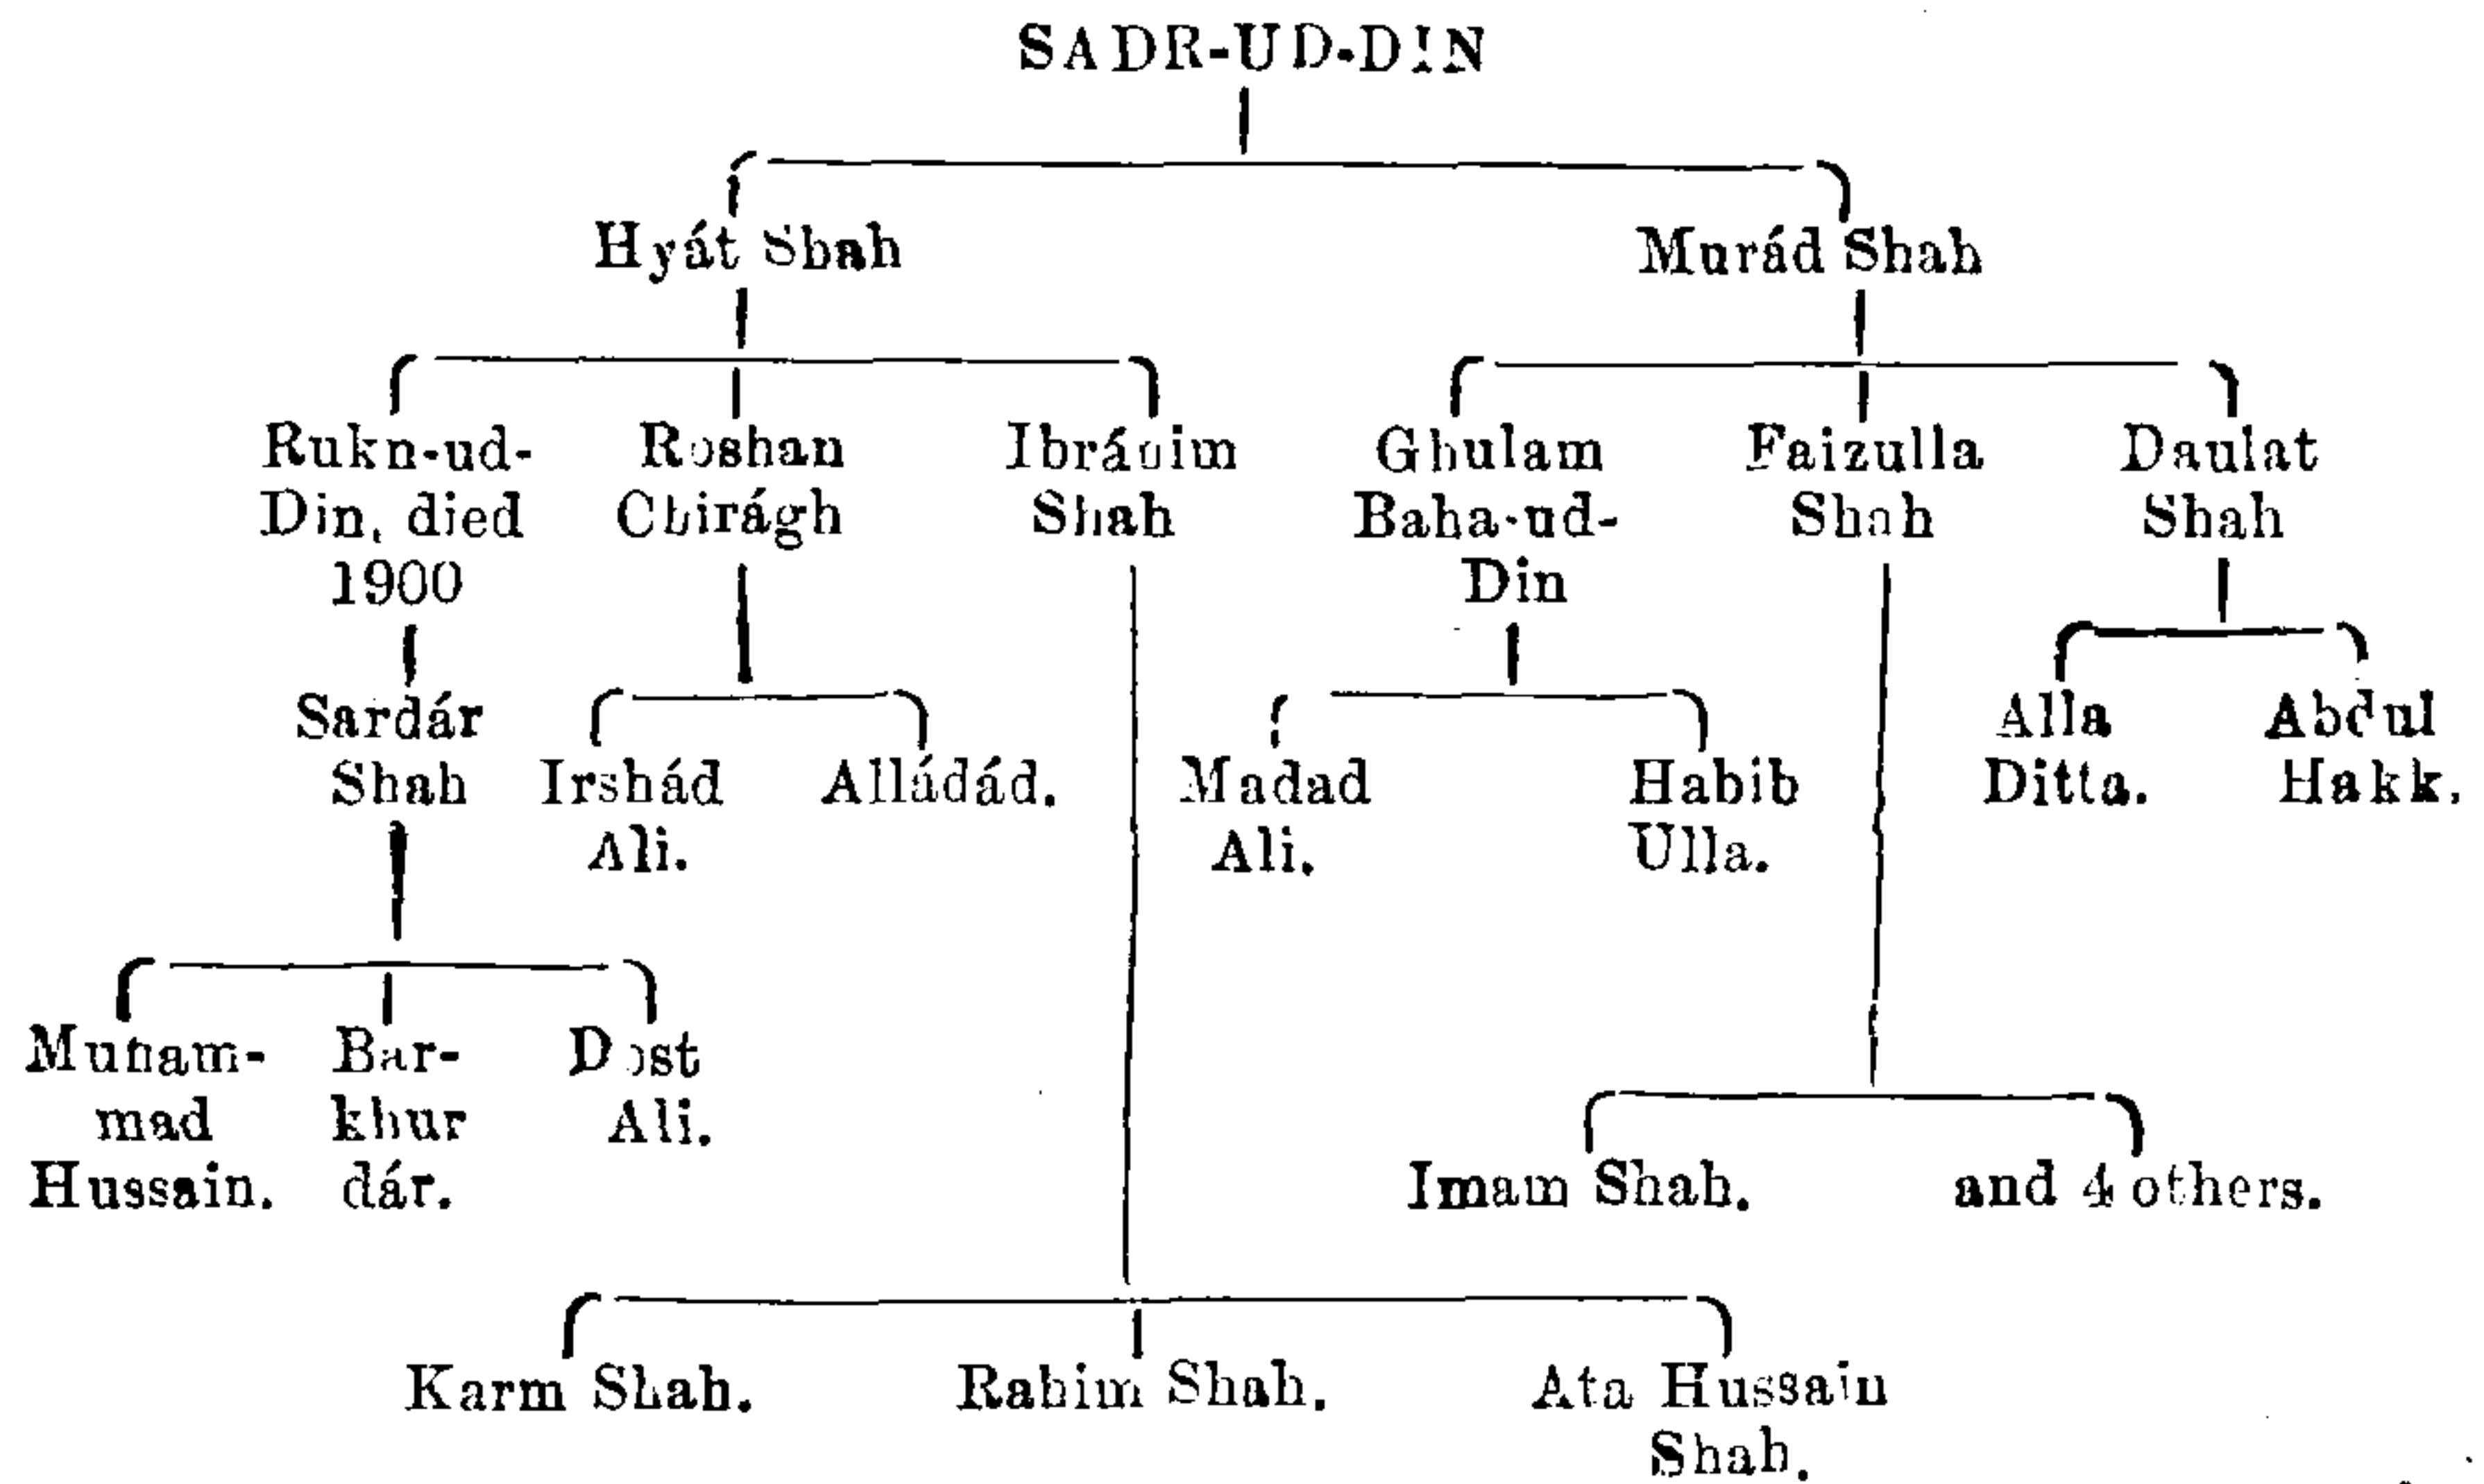 SADR-UD-DIN
Hyát Shah Murád Shah
Rukn-ud- Roshan Ibráhim Ghulam Faizulla Daulat
Din, died Chirágh Shah Baha-ud- Shah Shah
1900 Din
Sardár Alla Abdul
Shah Irshád Alládád. Madad Habib Ditta. Hakk.
Ali. Ali. Ulla.
Muham- Bar- Dost
mad khur Ali.
Hussain. dár. Imam Shah. and 4 others.
Karm Shah. Rahim Shah. Ata Hussain
Shah.